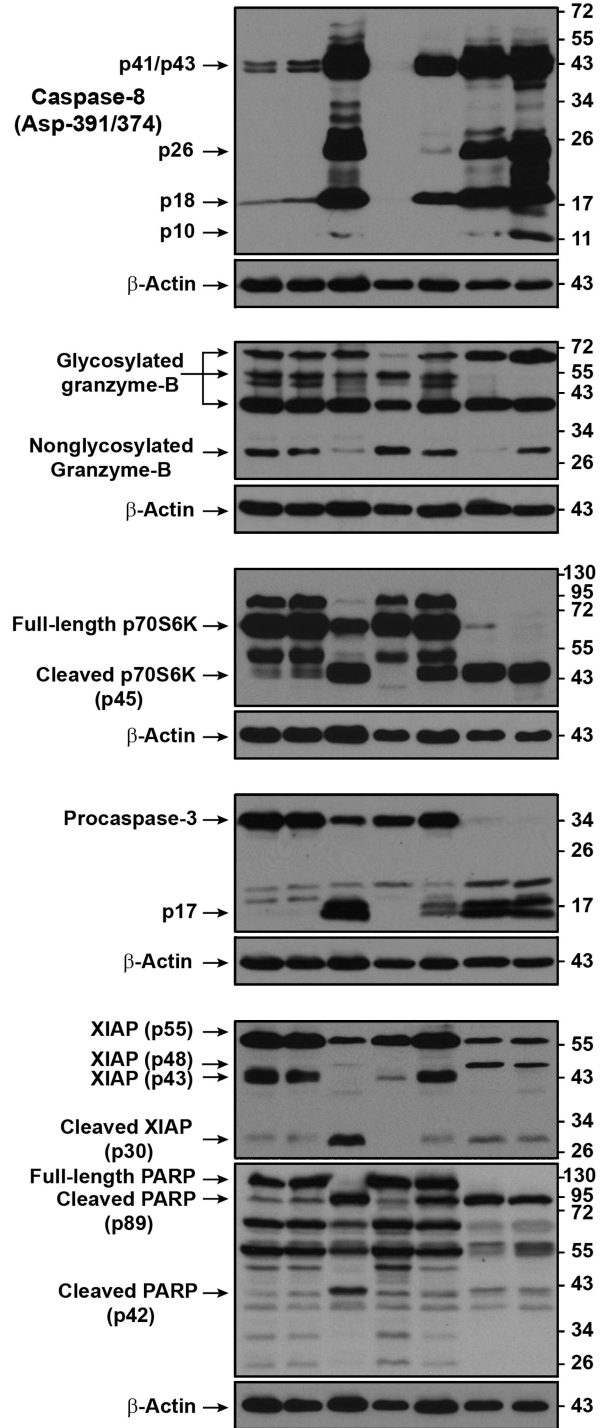 72
55
p41/p43
43
Caspase-8
(Asp-391/374)
34
26
p26
p18
17
p10
11
β-Actin
43
72
Glycosylated
granzyme-B
55
43
34
Nonglycosylated
Granzyme-B
26
β-Actin
43
130
95
72
Full-length p70S6K
55
Cleaved p70S6K
(p45)
43
β-Actin
43
Procaspase-3
34
26
p17
17
β-Actin
43
XIAP (p55)
55
XIAP (p48)
XIAP (p43)
43
34
Cleaved XIAP
(p30)
26
Full-length PARP
130
Cleaved PARP
(p89)
95
72
55
43
Cleaved PARP
(p42)
34
26
β-Actin
43